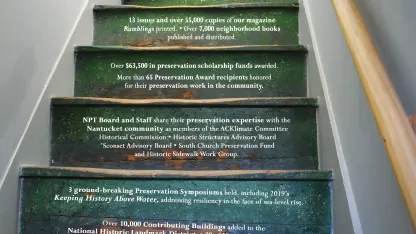 13 issues and over 55,000 copies of our magazine
Ramblings printed. • Over 7,000 neighborhood books
published and distributed.
Over $63,500 in preservation scholarship funds awarded.
More than 65 Preservation Award recipients honored
for their preservation work in the community.
NPT Board and Staff share their preservation expertise with the
Nantucket community as members of the ACKlimate Committee
Historical Commission • Historic Structures Advisory Board
'Sconset Advisory Board • South Church Preservation Fund
and Historic Sidewalk Work Group.
3 ground-breaking Preservation Symposiums held, including 2019's
Keeping History Above Water, addressing resiliency in the face of sea-level rise.
Over 10,000 Contributing Buildings added to the
National Historic Landmark District